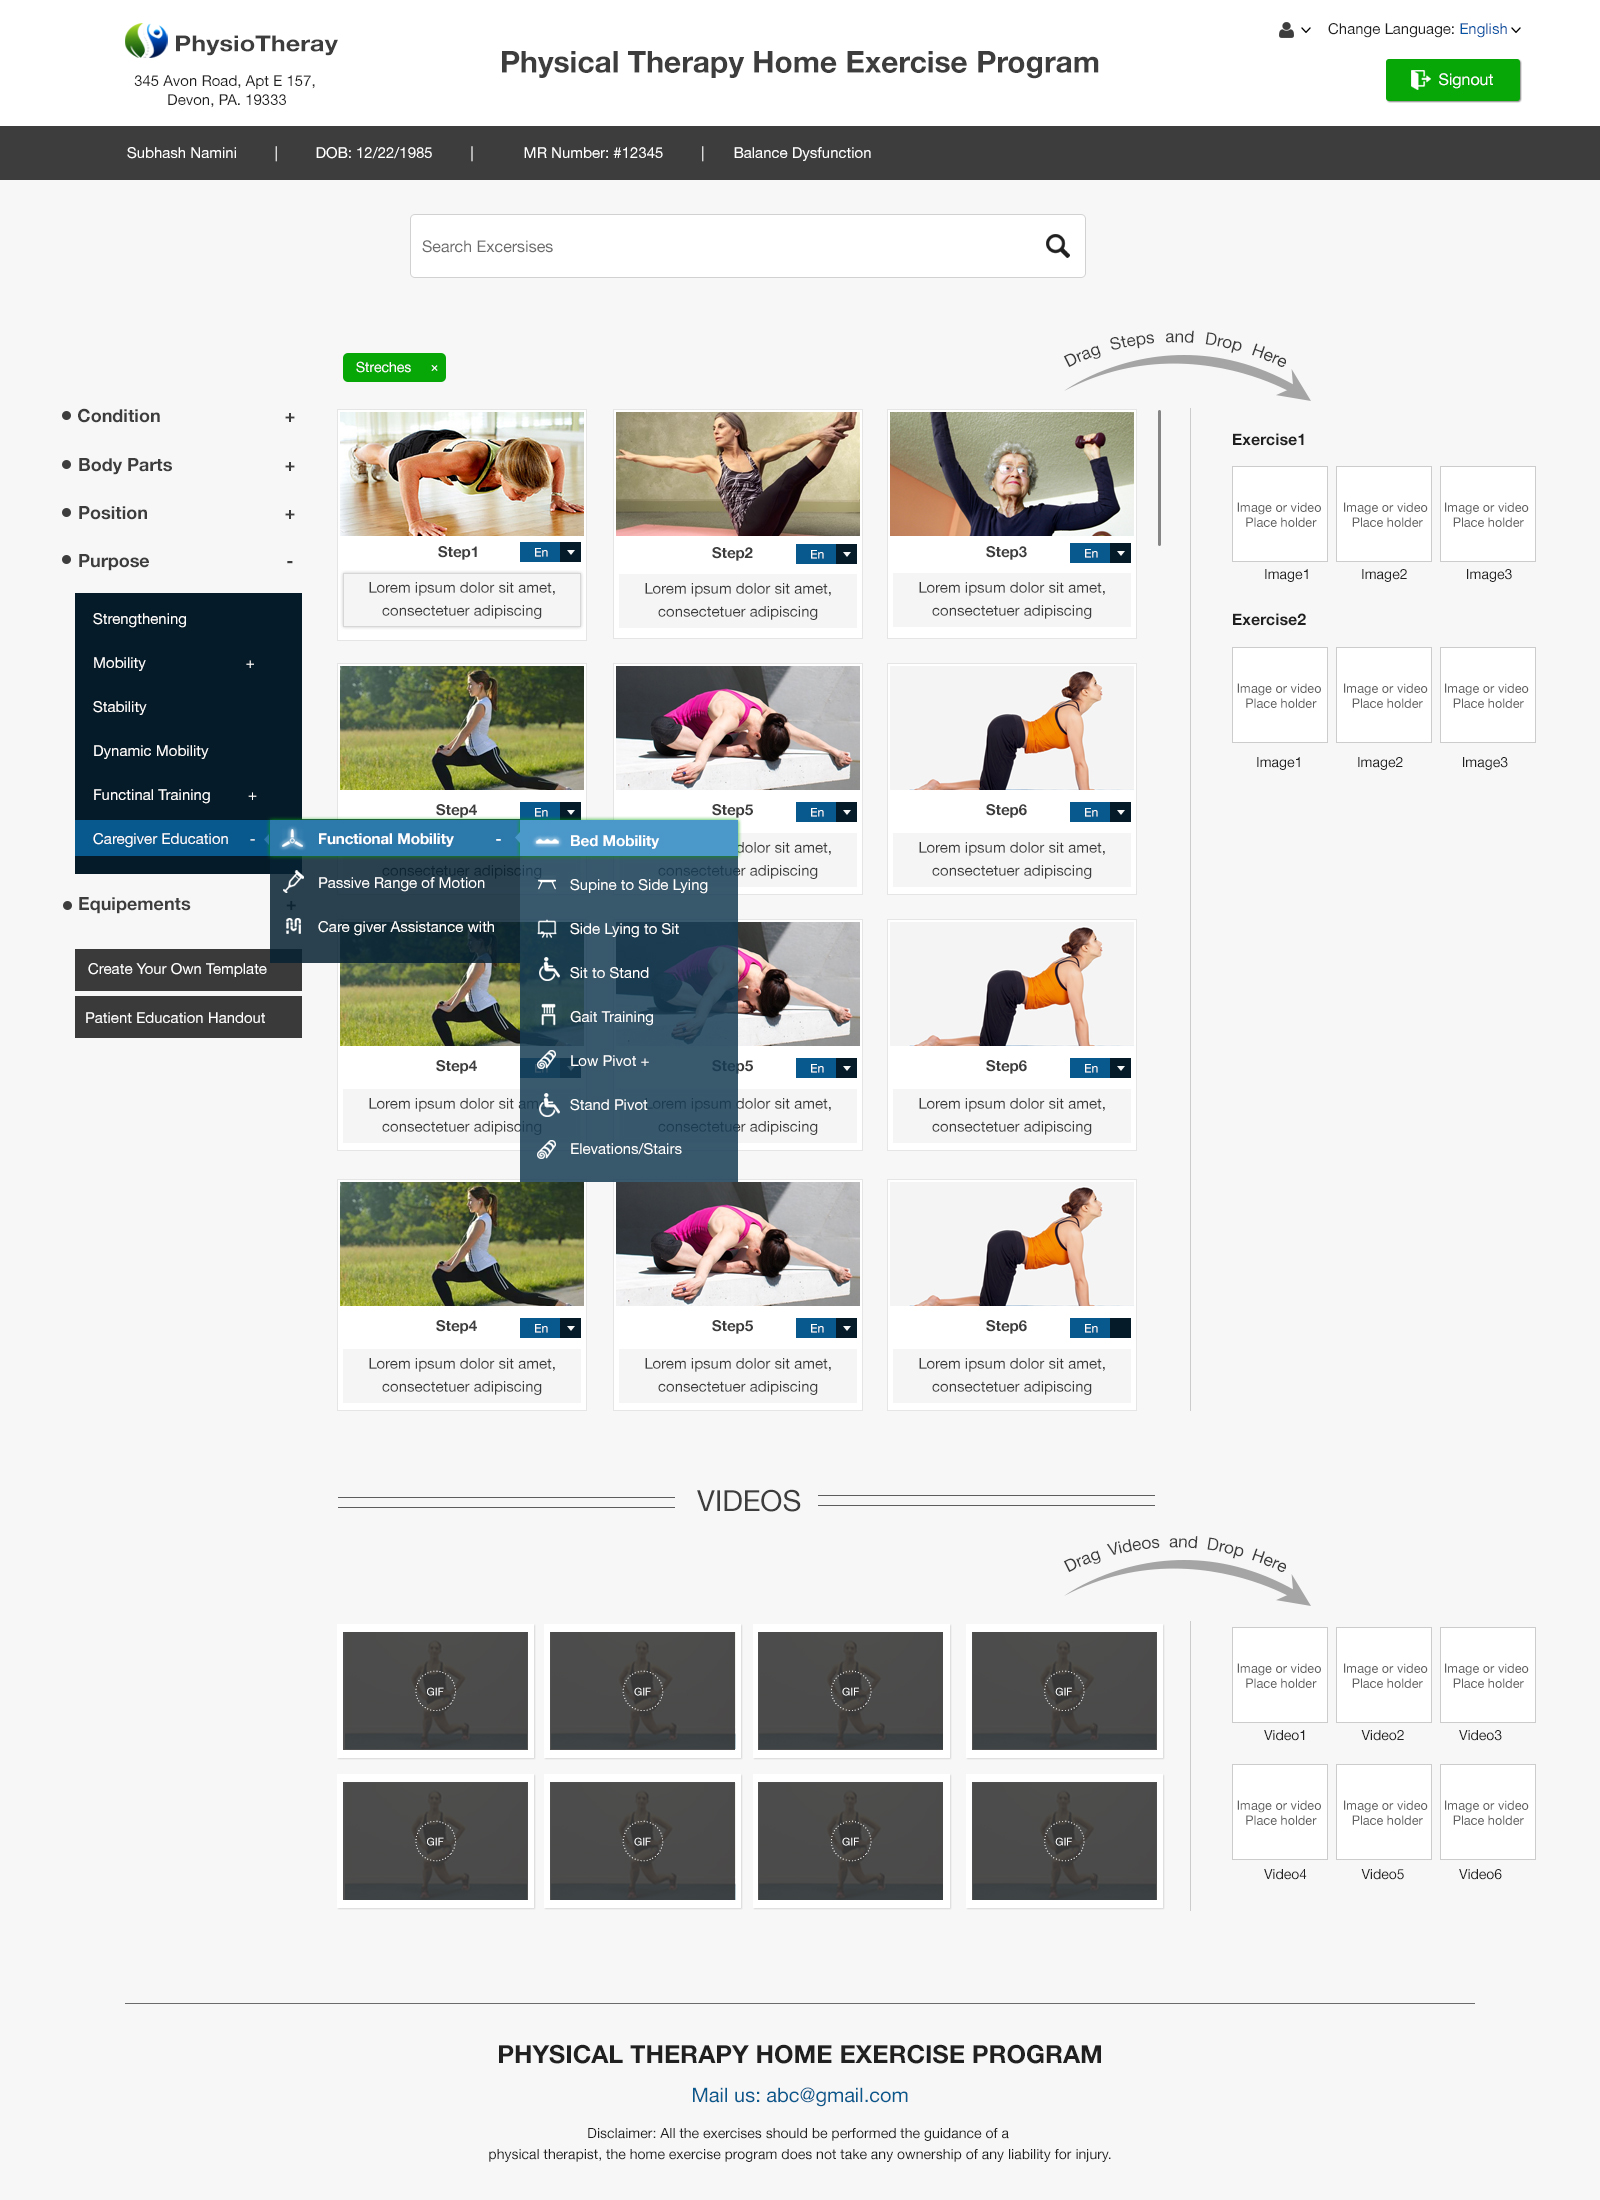 PhysioTheray
345 Avon Road, Apt E 157,
Devon, PA. 19333
Physical Therapy Home Exercise Program
Change Language: English
Signout
Subhash Namini | DOB: 12/22/1985 | MR Number: #12345 | Balance Dysfunction
Search Excersises
Streches ×
Drag Steps and Drop Here
Condition +
Body Parts +
Position +
Purpose -
Strengthening
Mobility +
Stability
Dynamic Mobility
Functinal Training +
Caregiver Education -
Functional Mobility -
Passive Range of Motion
Care giver Assistance with
Bed Mobility
Supine to Side Lying
Side Lying to Sit
Sit to Stand
Gait Training
Low Pivot +
Stand Pivot
Elevations/Stairs
Equipements +
Create Your Own Template
Patient Education Handout
Step1 En
Lorem ipsum dolor sit amet,
consectetuer adipiscing
Step2 En
Lorem ipsum dolor sit amet,
consectetuer adipiscing
Step3 En
Lorem ipsum dolor sit amet,
consectetuer adipiscing
Step4 En
consectetuer adipiscing
Step5 En
dolor sit amet,
consectetuer adipiscing
Step6 En
Lorem ipsum dolor sit amet,
consectetuer adipiscing
Step4
Lorem ipsum dolor sit amet,
consectetuer adipiscing
Step5 En
Lorem ipsum dolor sit amet,
consectetuer adipiscing
Step6 En
Lorem ipsum dolor sit amet,
consectetuer adipiscing
Step4 En
Lorem ipsum dolor sit amet,
consectetuer adipiscing
Step5 En
Lorem ipsum dolor sit amet,
consectetuer adipiscing
Step6 En
Lorem ipsum dolor sit amet,
consectetuer adipiscing
Exercise1
Image or video
Place holder
Image or video
Place holder
Image or video
Place holder
Image1 Image2 Image3
Exercise2
Image or video
Place holder
Image or video
Place holder
Image or video
Place holder
Image1 Image2 Image3
VIDEOS
Drag Videos and Drop Here
GIF GIF GIF GIF
GIF GIF GIF GIF
Image or video
Place holder
Image or video
Place holder
Image or video
Place holder
Video1 Video2 Video3
Image or video
Place holder
Image or video
Place holder
Image or video
Place holder
Video4 Video5 Video6
PHYSICAL THERAPY HOME EXERCISE PROGRAM
Mail us: abc@gmail.com
Disclaimer: All the exercises should be performed the guidance of a
physical therapist, the home exercise program does not take any ownership of any liability for injury.